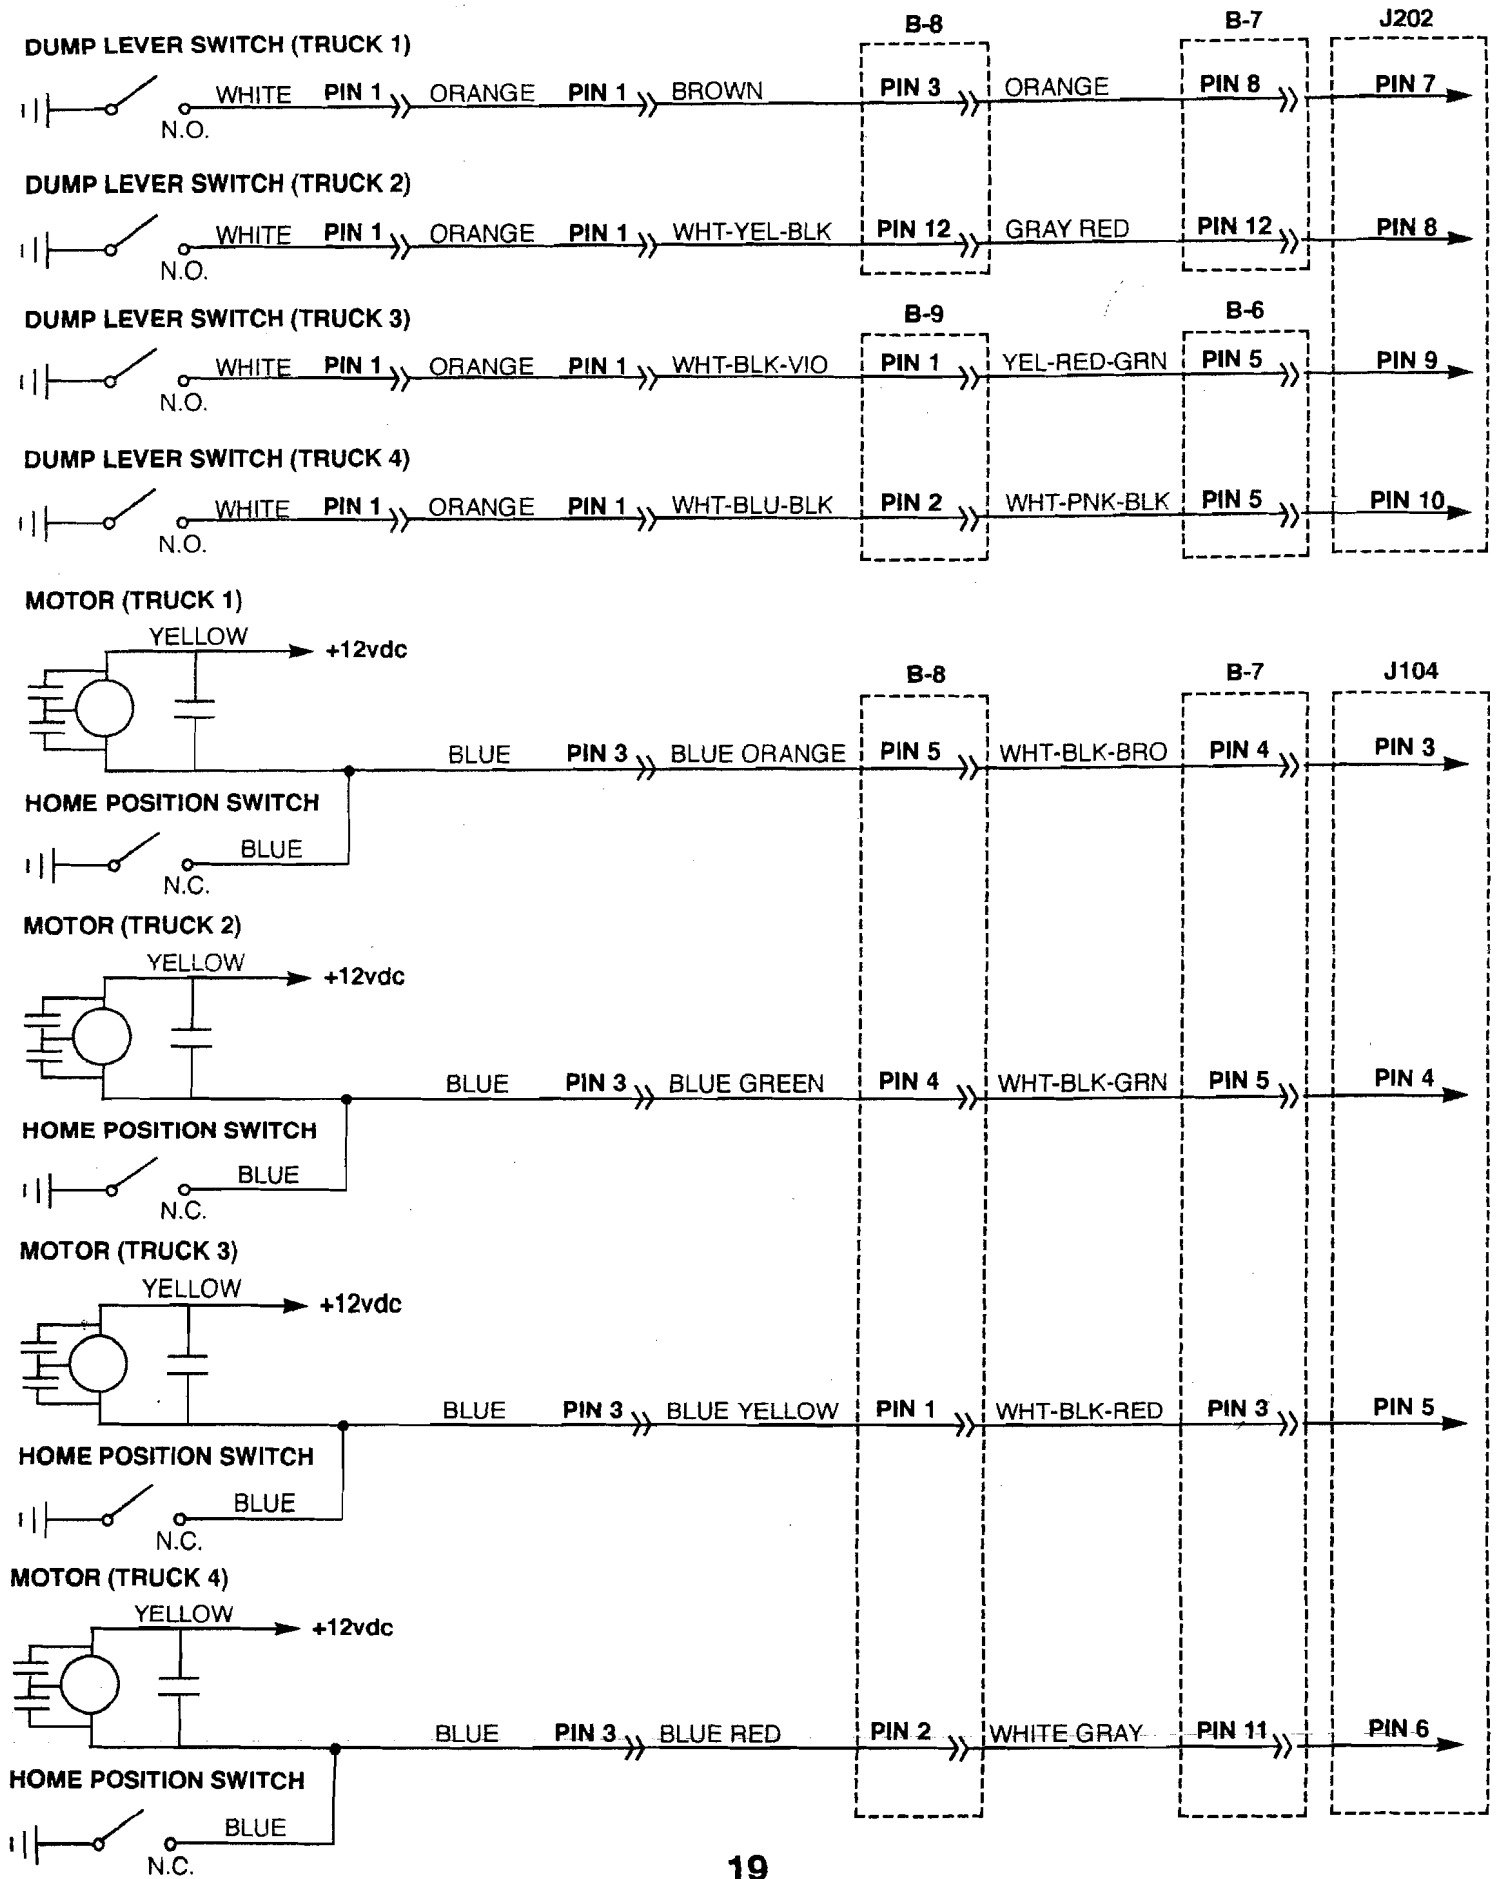 B-8 B-7 J202
DUMP LEVER SWITCH (TRUCK 1)
WHITE PIN 1 ORANGE PIN 1 BROWN PIN 3 ORANGE PIN 8 PIN 7
N.O.
DUMP LEVER SWITCH (TRUCK 2)
WHITE PIN 1 ORANGE PIN 1 WHT-YEL-BLK PIN 12 GRAY RED PIN 12 PIN 8
N.O.
B-9 B-6
DUMP LEVER SWITCH (TRUCK 3)
WHITE PIN 1 ORANGE PIN 1 WHT-BLK-VIO PIN 1 YEL-RED-GRN PIN 5 PIN 9
N.O.
DUMP LEVER SWITCH (TRUCK 4)
WHITE PIN 1 ORANGE PIN 1 WHT-BLU-BLK PIN 2 WHT-PNK-BLK PIN 5 PIN 10
N.O.
MOTOR (TRUCK 1)
YELLOW +12vdc
B-8 B-7 J104
BLUE PIN 3 BLUE ORANGE PIN 5 WHT-BLK-BRO PIN 4 PIN 3
HOME POSITION SWITCH
BLUE
N.C.
MOTOR (TRUCK 2)
YELLOW +12vdc
BLUE PIN 3 BLUE GREEN PIN 4 WHT-BLK-GRN PIN 5 PIN 4
HOME POSITION SWITCH
BLUE
N.C.
MOTOR (TRUCK 3)
YELLOW +12vdc
BLUE PIN 3 BLUE YELLOW PIN 1 WHT-BLK-RED PIN 3 PIN 5
HOME POSITION SWITCH
BLUE
N.C.
MOTOR (TRUCK 4)
YELLOW +12vdc
BLUE PIN 3 BLUE RED PIN 2 WHITE GRAY PIN 11 PIN 6
HOME POSITION SWITCH
BLUE
N.C.
19